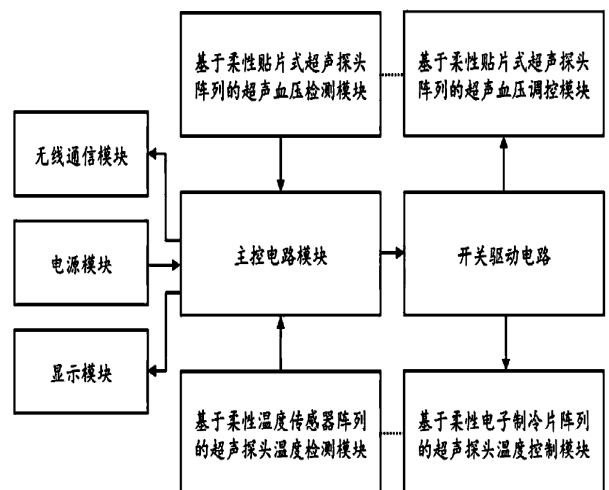 基于柔性贴片式超声探头
阵列的超声血压检测模块
基于柔性贴片式超声探头
阵列的超声血压调控模块
无线通信模块
电源模块
显示模块
主控电路模块
开关驱动电路
基于柔性温度传感器阵列
的超声探头温度检测模块
基于柔性电子制冷片阵列
的超声探头温度控制模块